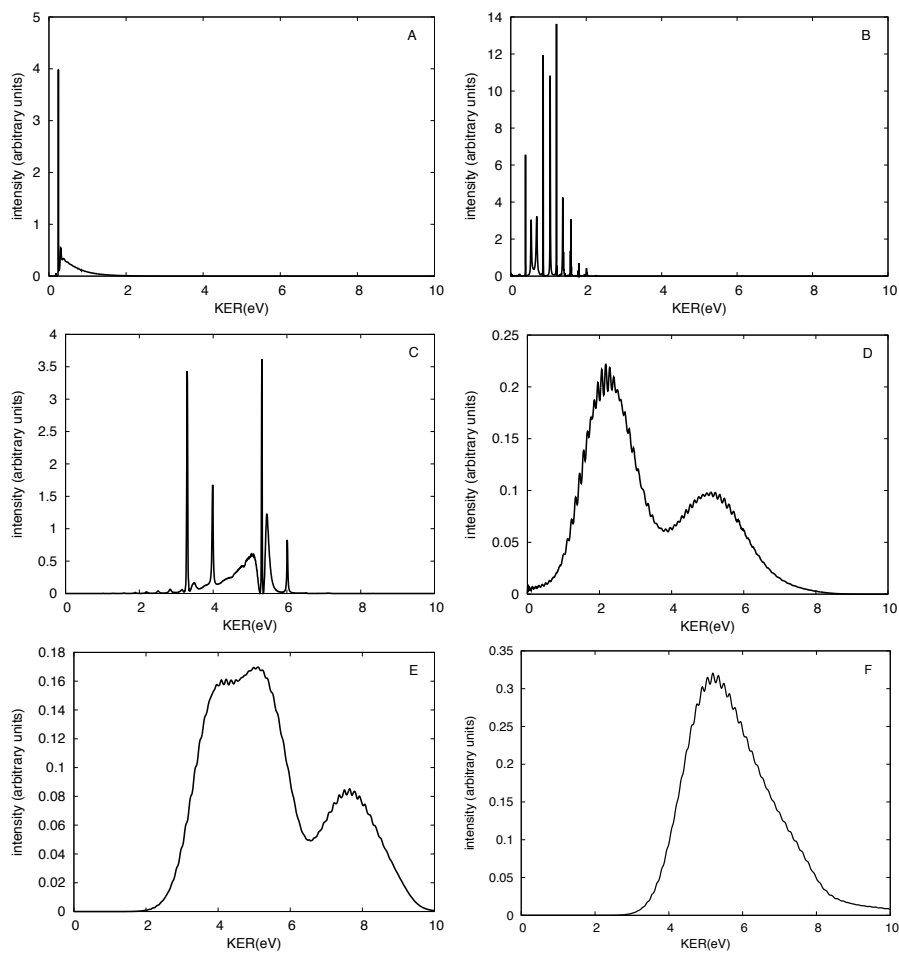 A
intensity (arbitrary units)
5
4
3
2
1
0
0 2 4 6 8 10
KER(eV)
B
intensity (arbitrary units)
14
12
10
8
6
4
2
0
0 2 4 6 8 10
KER(eV)
C
intensity (arbitrary units)
4
3.5
3
2.5
2
1.5
1
0.5
0
0 2 4 6 8 10
KER(eV)
D
intensity (arbitrary units)
0.25
0.2
0.15
0.1
0.05
0
0 2 4 6 8 10
KER(eV)
E
intensity (arbitrary units)
0.18
0.16
0.14
0.12
0.1
0.08
0.06
0.04
0.02
0
0 2 4 6 8 10
KER(eV)
F
intensity (arbitrary units)
0.35
0.3
0.25
0.2
0.15
0.1
0.05
0
0 2 4 6 8 10
KER(eV)